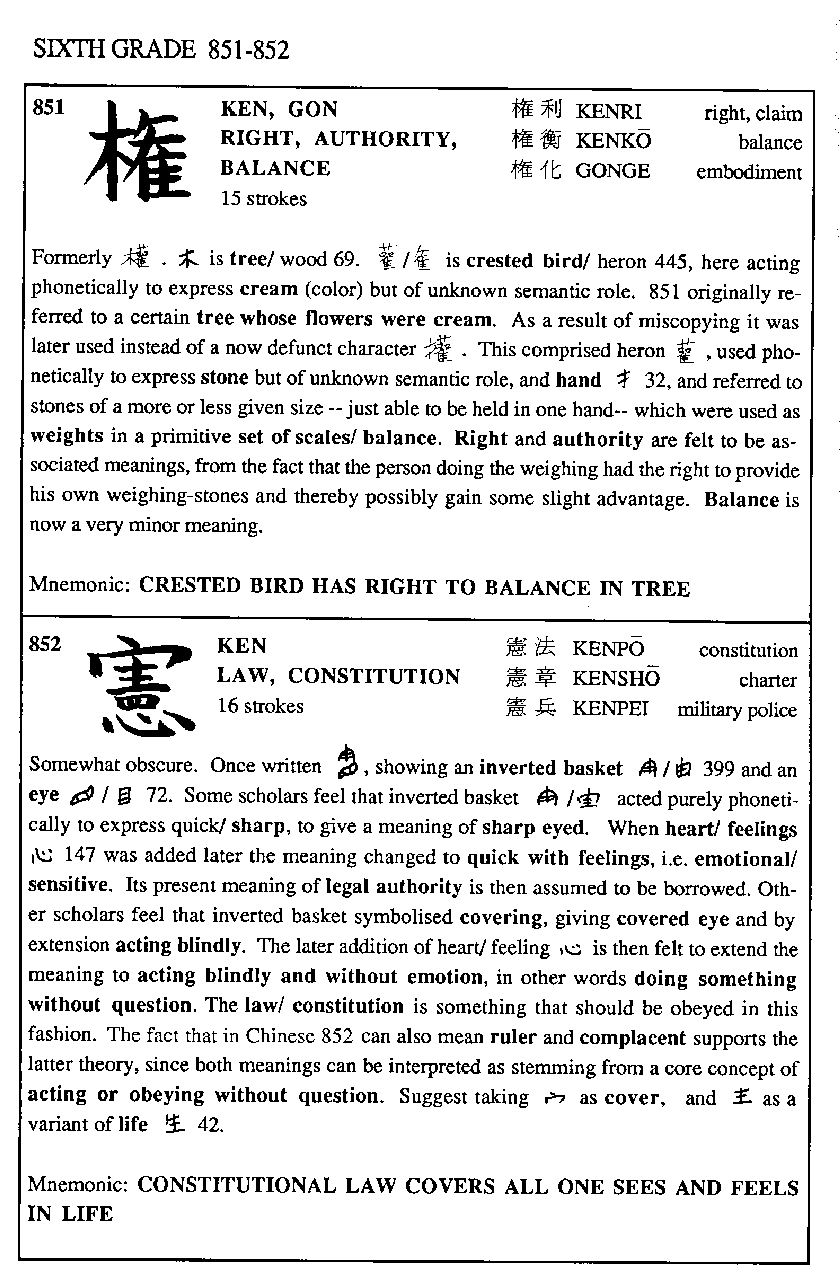 SIXTH GRADE 851-852
851 権 KEN, GON 権利 KENRI right, claim
RIGHT, AUTHORITY, 権衡 KENKŌ balance
BALANCE 権化 GONGE embodiment
15 strokes
Formerly 權 . 木 is tree/ wood 69. 雚 / is crested bird/ heron 445, here acting
phonetically to express cream (color) but of unknown semantic role. 851 originally re-
ferred to a certain tree whose flowers were cream. As a result of miscopying it was
later used instead of a now defunct character . This comprised heron 雚 , used pho-
netically to express stone but of unknown semantic role, and hand 扌 32, and referred to
stones of a more or less given size -- just able to be held in one hand-- which were used as
weights in a primitive set of scales/ balance. Right and authority are felt to be as-
sociated meanings, from the fact that the person doing the weighing had the right to provide
his own weighing-stones and thereby possibly gain some slight advantage. Balance is
now a very minor meaning.
Mnemonic: CRESTED BIRD HAS RIGHT TO BALANCE IN TREE
852 憲 KEN 憲法 KENPŌ constitution
LAW, CONSTITUTION 憲章 KENSHŌ charter
16 strokes 憲兵 KENPEI military police
Somewhat obscure. Once written , showing an inverted basket / 399 and an
eye / 目 72. Some scholars feel that inverted basket / acted purely phoneti-
cally to express quick/ sharp, to give a meaning of sharp eyed. When heart/ feelings
心 147 was added later the meaning changed to quick with feelings, i.e. emotional/
sensitive. Its present meaning of legal authority is then assumed to be borrowed. Oth-
er scholars feel that inverted basket symbolised covering, giving covered eye and by
extension acting blindly. The later addition of heart/ feeling 心 is then felt to extend the
meaning to acting blindly and without emotion, in other words doing something
without question. The law/ constitution is something that should be obeyed in this
fashion. The fact that in Chinese 852 can also mean ruler and complacent supports the
latter theory, since both meanings can be interpreted as stemming from a core concept of
acting or obeying without question. Suggest taking 宀 as cover, and 龶 as a
variant of life 生 42.
Mnemonic: CONSTITUTIONAL LAW COVERS ALL ONE SEES AND FEELS
IN LIFE